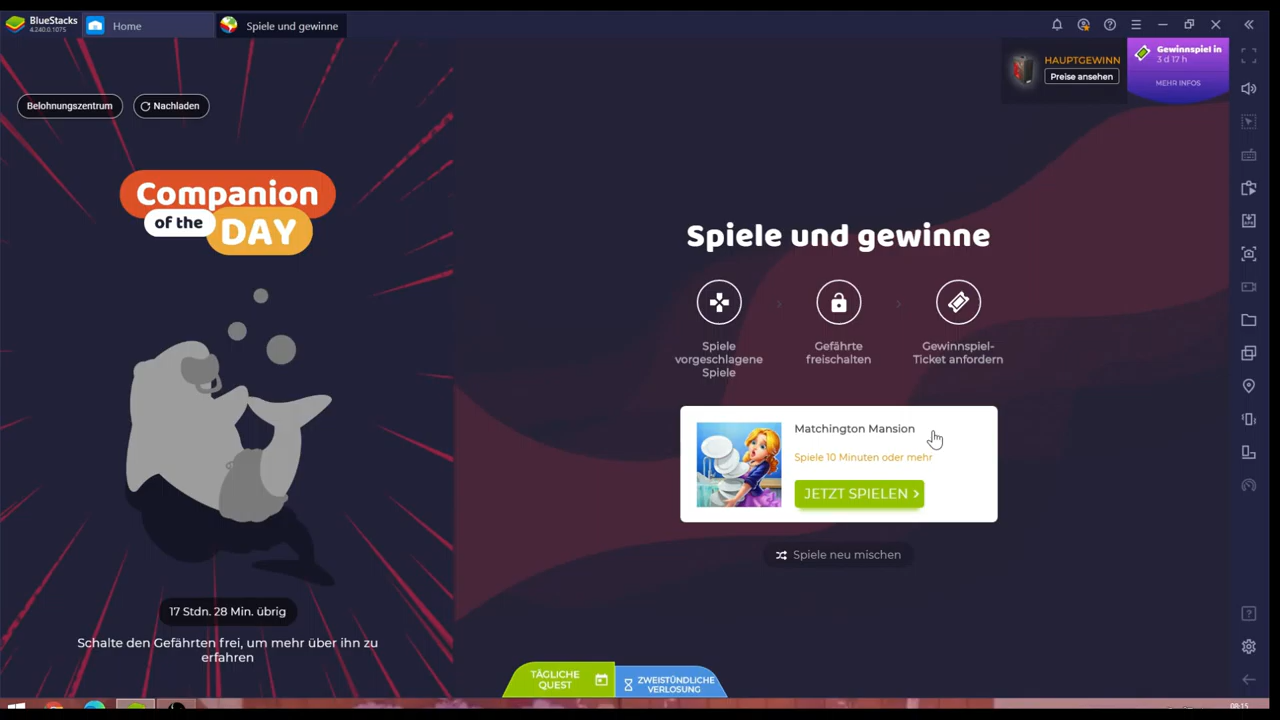 BlueStacks
4.240.0.1075
Home
Spiele und gewinne
HAUPTGEWINN
Preise ansehen
Gewinnspiel in
3 d 17 h
MEHR INFOS
Belohnungszentrum
Nachladen
Companion
of the
DAY
17 Stdn. 28 Min. übrig
Schalte den Gefährten frei, um mehr über ihn zu
erfahren
Spiele und gewinne
Spiele
vorgeschlagene
Spiele
Gefährte
freischalten
Gewinnspiel-
Ticket anfordern
Matchington Mansion
Spiele 10 Minuten oder mehr
JETZT SPIELEN
Spiele neu mischen
TÄGLICHE
QUEST
ZWEISTÜNDLICHE
VERLOSUNG
08:15